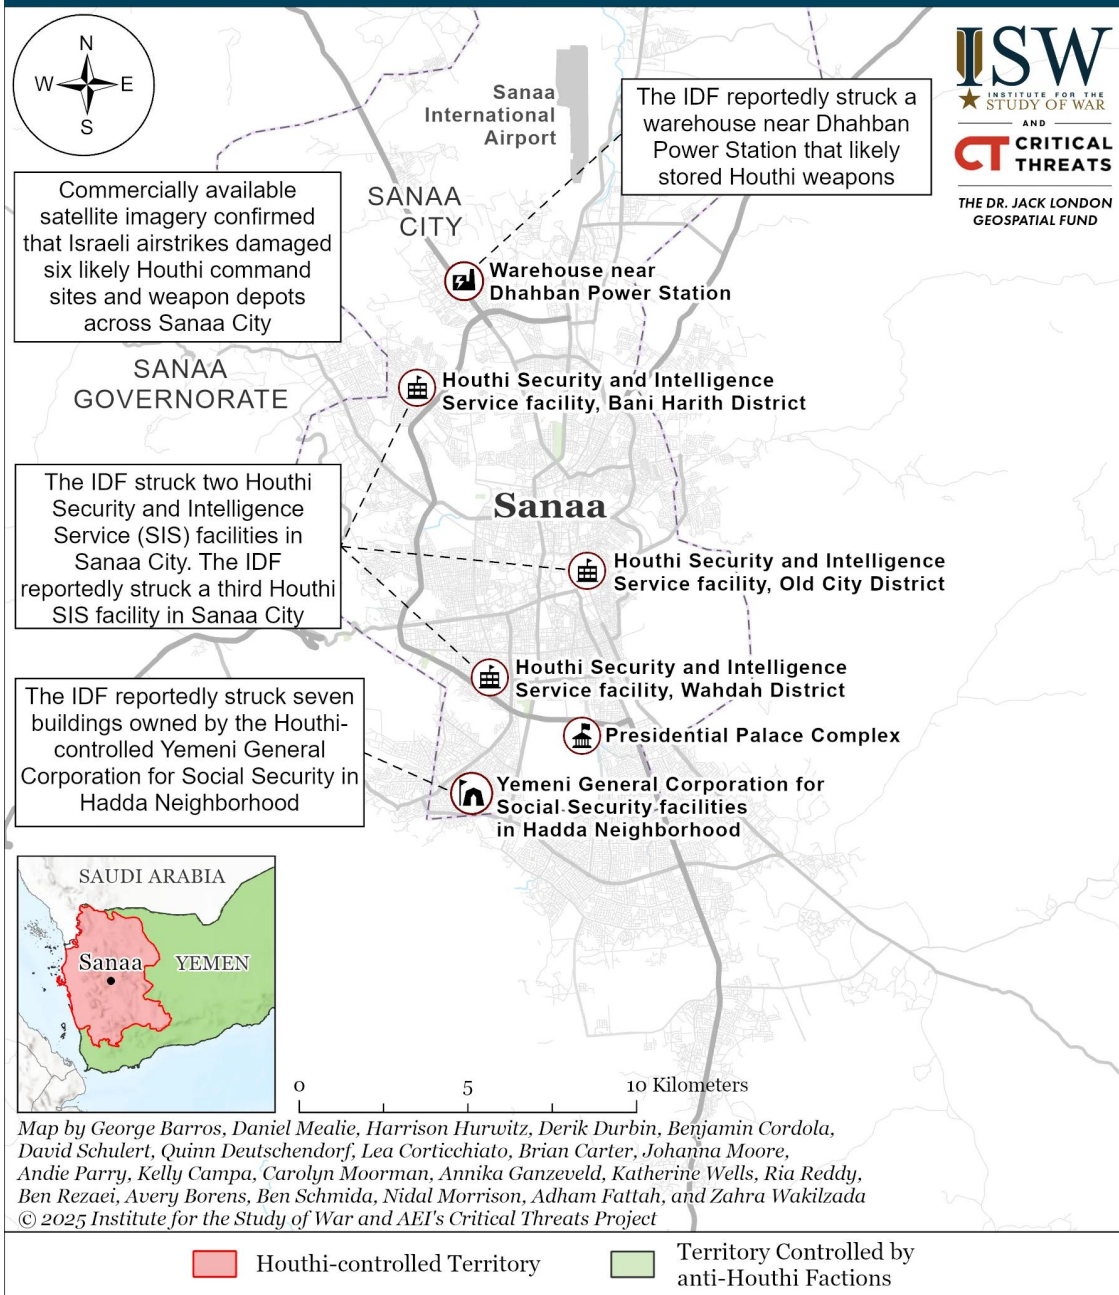 N
W
E
S
Sanaa
International
Airport
The IDF reportedly struck a
warehouse near Dhahban
Power Station that likely
stored Houthi weapons
ISW
INSTITUTE FOR THE
STUDY OF WAR
AND
CT CRITICAL
THREATS
THE DR. JACK LONDON
GEOSPATIAL FUND
Commercially available
satellite imagery confirmed
that Israeli airstrikes damaged
six likely Houthi command
sites and weapon depots
across Sanaa City
SANAA
CITY
Warehouse near
Dhahban Power Station
SANAA
GOVERNORATE
Houthi Security and Intelligence
Service facility, Bani Harith District
The IDF struck two Houthi
Security and Intelligence
Service (SIS) facilities in
Sanaa City. The IDF
reportedly struck a third Houthi
SIS facility in Sanaa City
Sanaa
Houthi Security and Intelligence
Service facility, Old City District
Houthi Security and Intelligence
Service facility, Wahdah District
The IDF reportedly struck seven
buildings owned by the Houthi-
controlled Yemeni General
Corporation for Social Security in
Hadda Neighborhood
Presidential Palace Complex
Yemeni General Corporation for
Social Security facilities
in Hadda Neighborhood
SAUDI ARABIA
Sanaa
YEMEN
0 5 10 Kilometers
Map by George Barros, Daniel Mealie, Harrison Hurwitz, Derik Durbin, Benjamin Cordola,
David Schulert, Quinn Deutschendorf, Lea Corticchiato, Brian Carter, Johanna Moore,
Andie Parry, Kelly Campa, Carolyn Moorman, Annika Ganzeveld, Katherine Wells, Ria Reddy,
Ben Rezaei, Avery Borens, Ben Schmida, Nidal Morrison, Adham Fattah, and Zahra Wakilzada
© 2025 Institute for the Study of War and AEI's Critical Threats Project
Houthi-controlled Territory
Territory Controlled by
anti-Houthi Factions